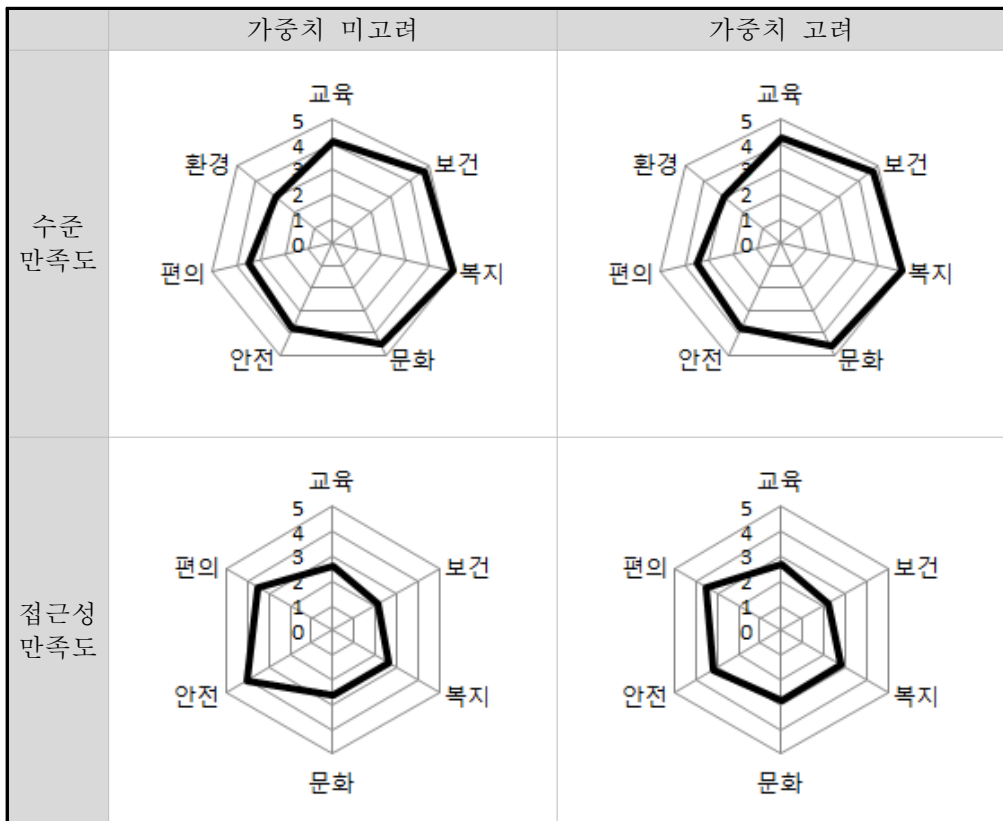 가중치 미고려
가중치 고려
수준
만족도
교육
5
4
3
2
1
0
환경
보건
편의
복지
안전
문화
교육
5
4
3
2
1
0
환경
보건
편의
복지
안전
문화
접근성
만족도
교육
5
4
3
2
1
0
편의
보건
안전
복지
문화
교육
5
4
3
2
1
0
편의
보건
안전
복지
문화